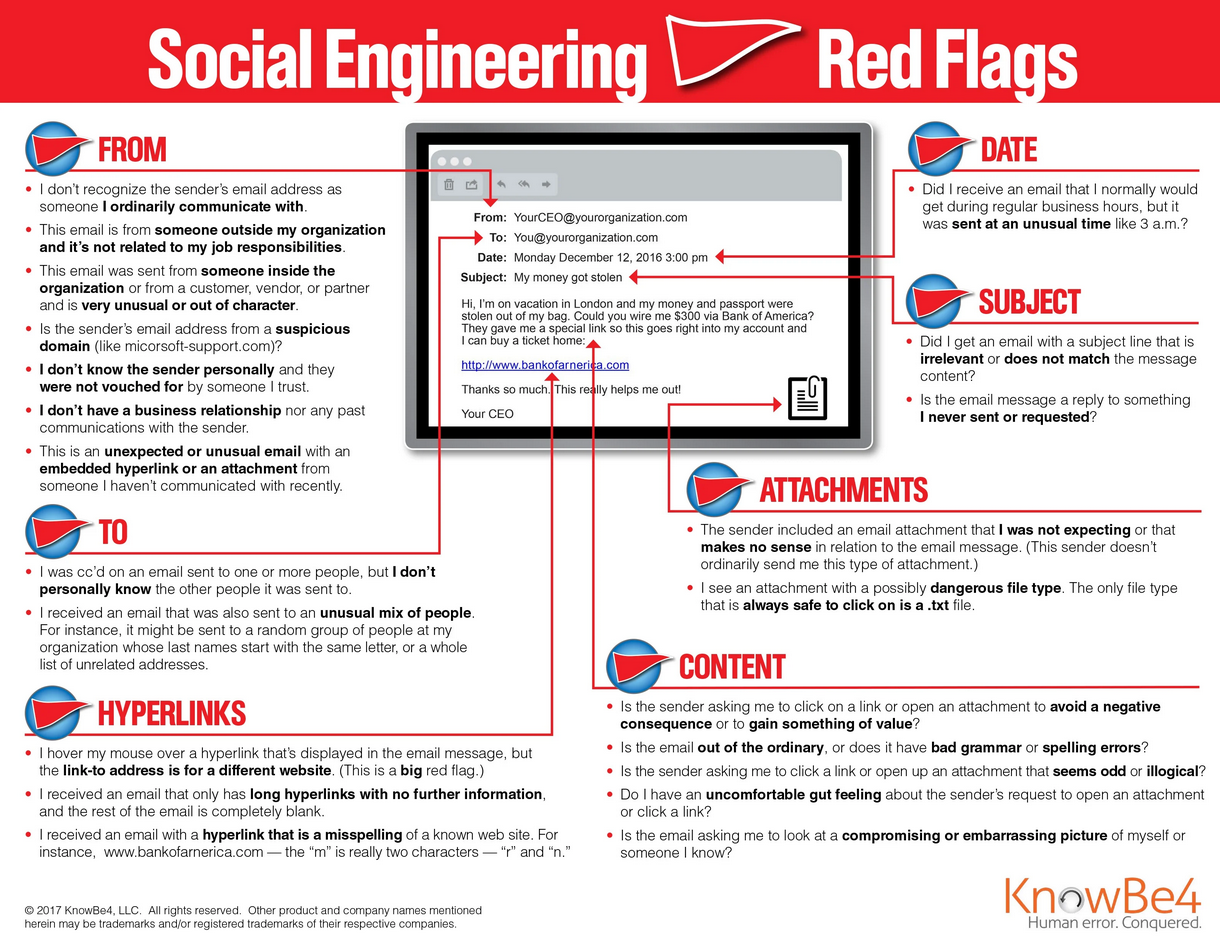 Social Engineering Red Flags
FROM
• I don't recognize the sender's email address as
someone I ordinarily communicate with.
• This email is from someone outside my organization
and it's not related to my job responsibilities.
• This email was sent from someone inside the
organization or from a customer, vendor, or partner
and is very unusual or out of character.
• Is the sender's email address from a suspicious
domain (like micorsoft-support.com)?
• I don't know the sender personally and they
were not vouched for by someone I trust.
• I don't have a business relationship nor any past
communications with the sender.
• This is an unexpected or unusual email with an
embedded hyperlink or an attachment from
someone I haven't communicated with recently.
TO
• I was cc'd on an email sent to one or more people, but I don't
personally know the other people it was sent to.
• I received an email that was also sent to an unusual mix of people.
For instance, it might be sent to a random group of people at my
organization whose last names start with the same letter, or a whole
list of unrelated addresses.
HYPERLINKS
• I hover my mouse over a hyperlink that's displayed in the email message, but
the link-to address is for a different website. (This is a big red flag.)
• I received an email that only has long hyperlinks with no further information,
and the rest of the email is completely blank.
• I received an email with a hyperlink that is a misspelling of a known web site. For
instance, www.bankofarnerica.com — the “m” is really two characters — “r” and “n.”
From: YourCEO@yourorganization.com
To: You@yourorganization.com
Date: Monday December 12, 2016 3:00 pm
Subject: My money got stolen
Hi, I'm on vacation in London and my money and passport were
stolen out of my bag. Could you wire me $300 via Bank of America?
They gave me a special link so this goes right into my account and
I can buy a ticket home:
http://www.bankofarnerica.com
Thanks so much. This really helps me out!
Your CEO
DATE
• Did I receive an email that I normally would
get during regular business hours, but it
was sent at an unusual time like 3 a.m.?
SUBJECT
• Did I get an email with a subject line that is
irrelevant or does not match the message
content?
• Is the email message a reply to something
I never sent or requested?
ATTACHMENTS
• The sender included an email attachment that I was not expecting or that
makes no sense in relation to the email message. (This sender doesn't
ordinarily send me this type of attachment.)
• I see an attachment with a possibly dangerous file type. The only file type
that is always safe to click on is a .txt file.
CONTENT
• Is the sender asking me to click on a link or open an attachment to avoid a negative
consequence or to gain something of value?
• Is the email out of the ordinary, or does it have bad grammar or spelling errors?
• Is the sender asking me to click a link or open up an attachment that seems odd or illogical?
• Do I have an uncomfortable gut feeling about the sender's request to open an attachment
or click a link?
• Is the email asking me to look at a compromising or embarrassing picture of myself or
someone I know?
© 2017 KnowBe4, LLC. All rights reserved. Other product and company names mentioned
herein may be trademarks and/or registered trademarks of their respective companies.
KnowBe4
Human error. Conquered.